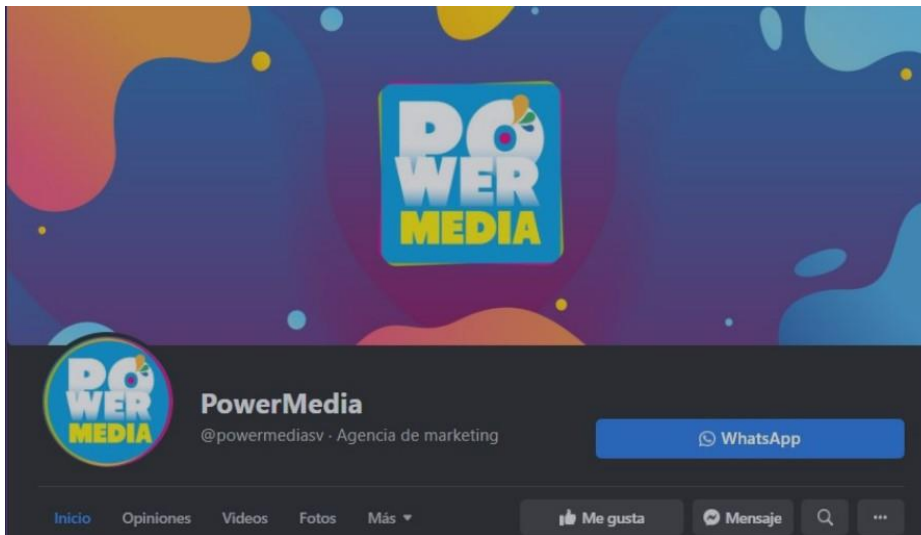 PO
WER
MEDIA
PO
WER
MEDIA
PowerMedia
@powermediasv · Agencia de marketing
WhatsApp
Inicio Opiniones Videos Fotos Más
Me gusta Mensaje